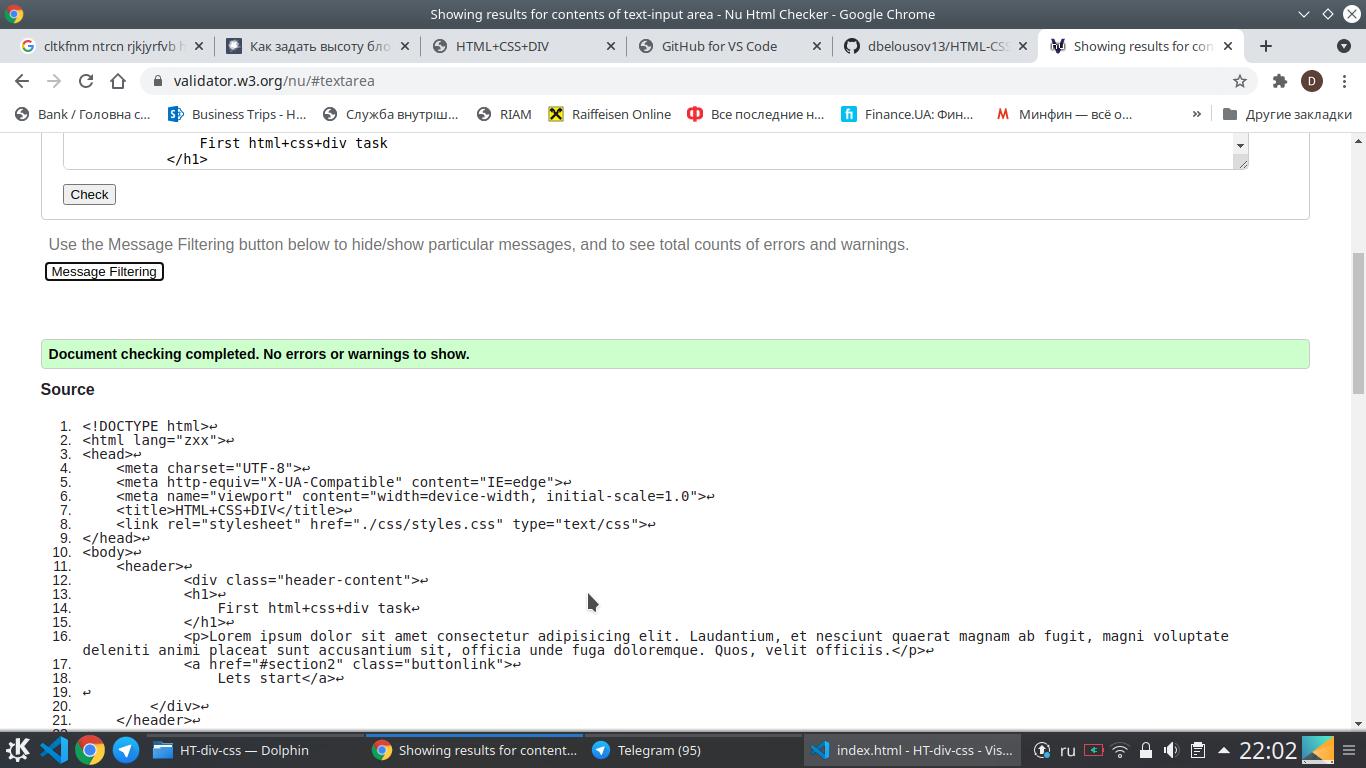 Showing results for contents of text-input area - Nu Html Checker - Google Chrome
cltkfnm ntrcn rjkjyrfvb h
Как задать высоту бло
HTML+CSS+DIV
GitHub for VS Code
dbelousov13/HTML-CSS
Showing results for con
validator.w3.org/nu/#textarea
D
Bank / Головна с...
Business Trips - H...
Служба внутріш...
RIAM
Raiffeisen Online
Все последние н...
Finance.UA: Фин...
Минфин — всё о...
»
Другие закладки
First html+css+div task
</h1>
Check
Use the Message Filtering button below to hide/show particular messages, and to see total counts of errors and warnings.
Message Filtering
Document checking completed. No errors or warnings to show.
Source
1. <!DOCTYPE html>↩
2. <html lang="zxx">↩
3. <head>↩
4. <meta charset="UTF-8">↩
5. <meta http-equiv="X-UA-Compatible" content="IE=edge">↩
6. <meta name="viewport" content="width=device-width, initial-scale=1.0">↩
7. <title>HTML+CSS+DIV</title>↩
8. <link rel="stylesheet" href="./css/styles.css" type="text/css">↩
9. </head>↩
10. <body>↩
11. <header>↩
12. <div class="header-content">↩
13. <h1>↩
14. First html+css+div task↩
15. </h1>↩
16. <p>Lorem ipsum dolor sit amet consectetur adipisicing elit. Laudantium, et nesciunt quaerat magnam ab fugit, magni voluptate
deleniti animi placeat sunt accusantium sit, officia unde fuga doloremque. Quos, velit officiis.</p>↩
17. <a href="#section2" class="buttonlink">↩
18. Lets start</a>↩
19. ↩
20. </div>↩
21. </header>↩
HT-div-css — Dolphin
Showing results for content...
Telegram (95)
index.html - HT-div-css - Vis...
ru
22:02